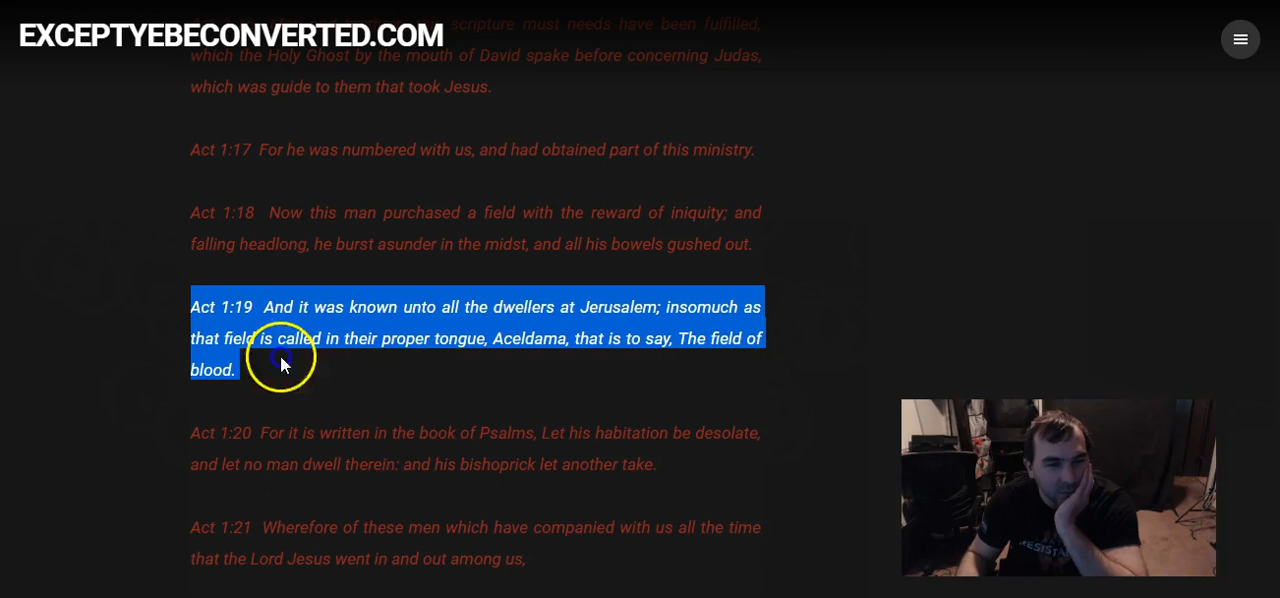 scripture must needs have been fulfilled,
EXCEPTYEBECONVERTED.COM
which the Holy Ghost by the mouth of David spake before concerning Judas,
which was guide to them that took Jesus.
Act 1:17 For he was numbered with us, and had obtained part of this ministry.
Act 1:18 Now this man purchased a field with the reward of iniquity; and
falling headlong, he burst asunder in the midst, and all his bowels gushed out.
Act 1:19 And it was known unto all the dwellers at Jerusalem; insomuch as
that field is called in their proper tongue, Aceldama, that is to say, The field of
blood.
Act 1:20 For it is written in the book of Psalms, Let his habitation be desolate,
and let no man dwell therein: and his bishoprick let another take.
Act 1:21 Wherefore of these men which have companied with us all the time
that the Lord Jesus went in and out among us,
RESIST